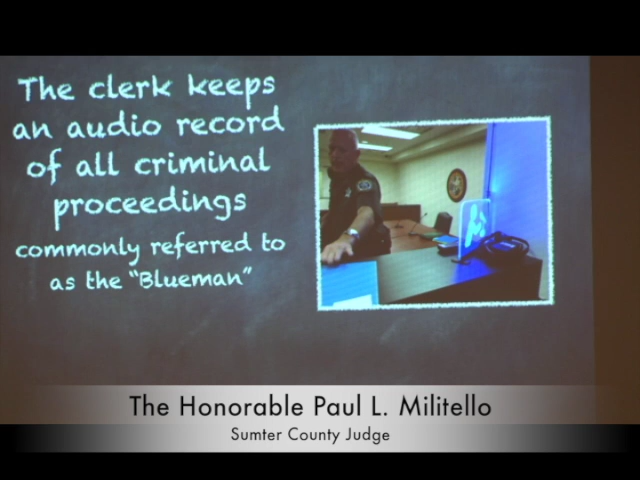 The clerk keeps
an audio record
of all criminal
proceedings
commonly referred to
as the “Blueman”
The Honorable Paul L. Militello
Sumter County Judge